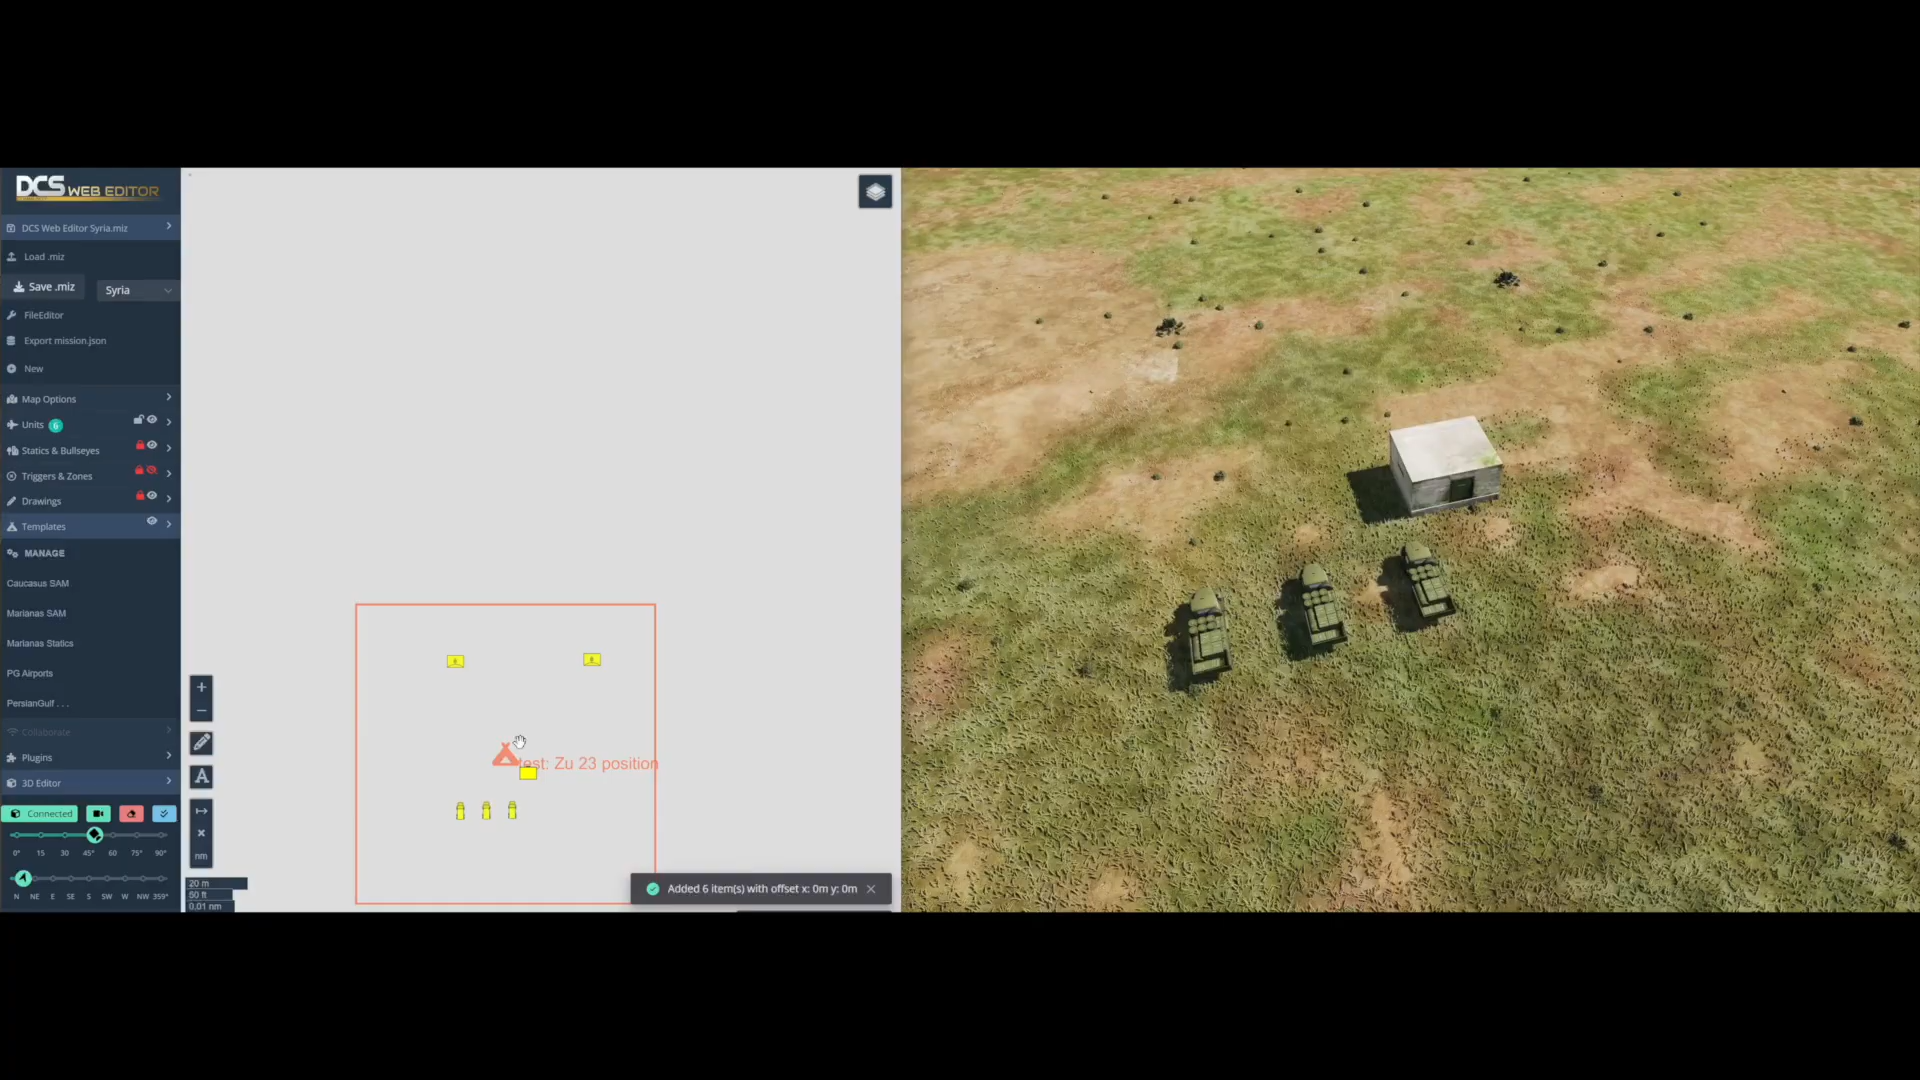 DCS WEB EDITOR
DCS Web Editor Syria.miz
Load .miz
Save .miz
Syria
FileEditor
Export mission.json
New
Map Options
Units 6
Statics & Bullseyes
Triggers & Zones
Drawings
Templates
MANAGE
Caucasus SAM
Marianas SAM
Marianas Statics
PG Airports
PersianGulf . . .
Collaborate
Plugins
3D Editor
Connected
0° 15 30 45° 60 75° 90°
N NE E SE S SW W NW 359°
+
−
A
nm
20 m
50 ft
0.01 nm
test: Zu 23 position
Added 6 item(s) with offset x: 0m y: 0m